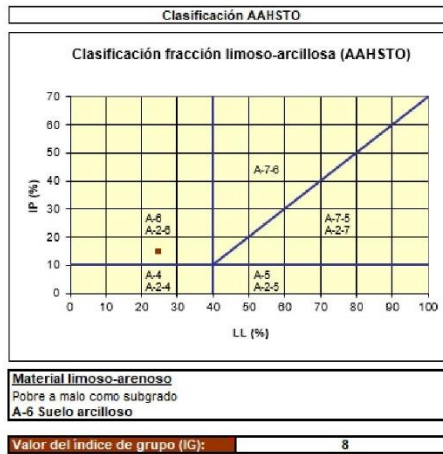 Clasificación AAHSTO
Clasificación fracción limoso-arcillosa (AAHSTO)
70
60
50
40
30
20
10
0
IP (%)
A-7-6
A-6
A-2-6
A-7-5
A-2-7
A-4
A-2-4
A-5
A-2-5
0 10 20 30 40 50 60 70 80 90 100
LL (%)
Material limoso-arenoso
Pobre a malo como subgrado
A-6 Suelo arcilloso
Valor del índice de grupo (IG): 8